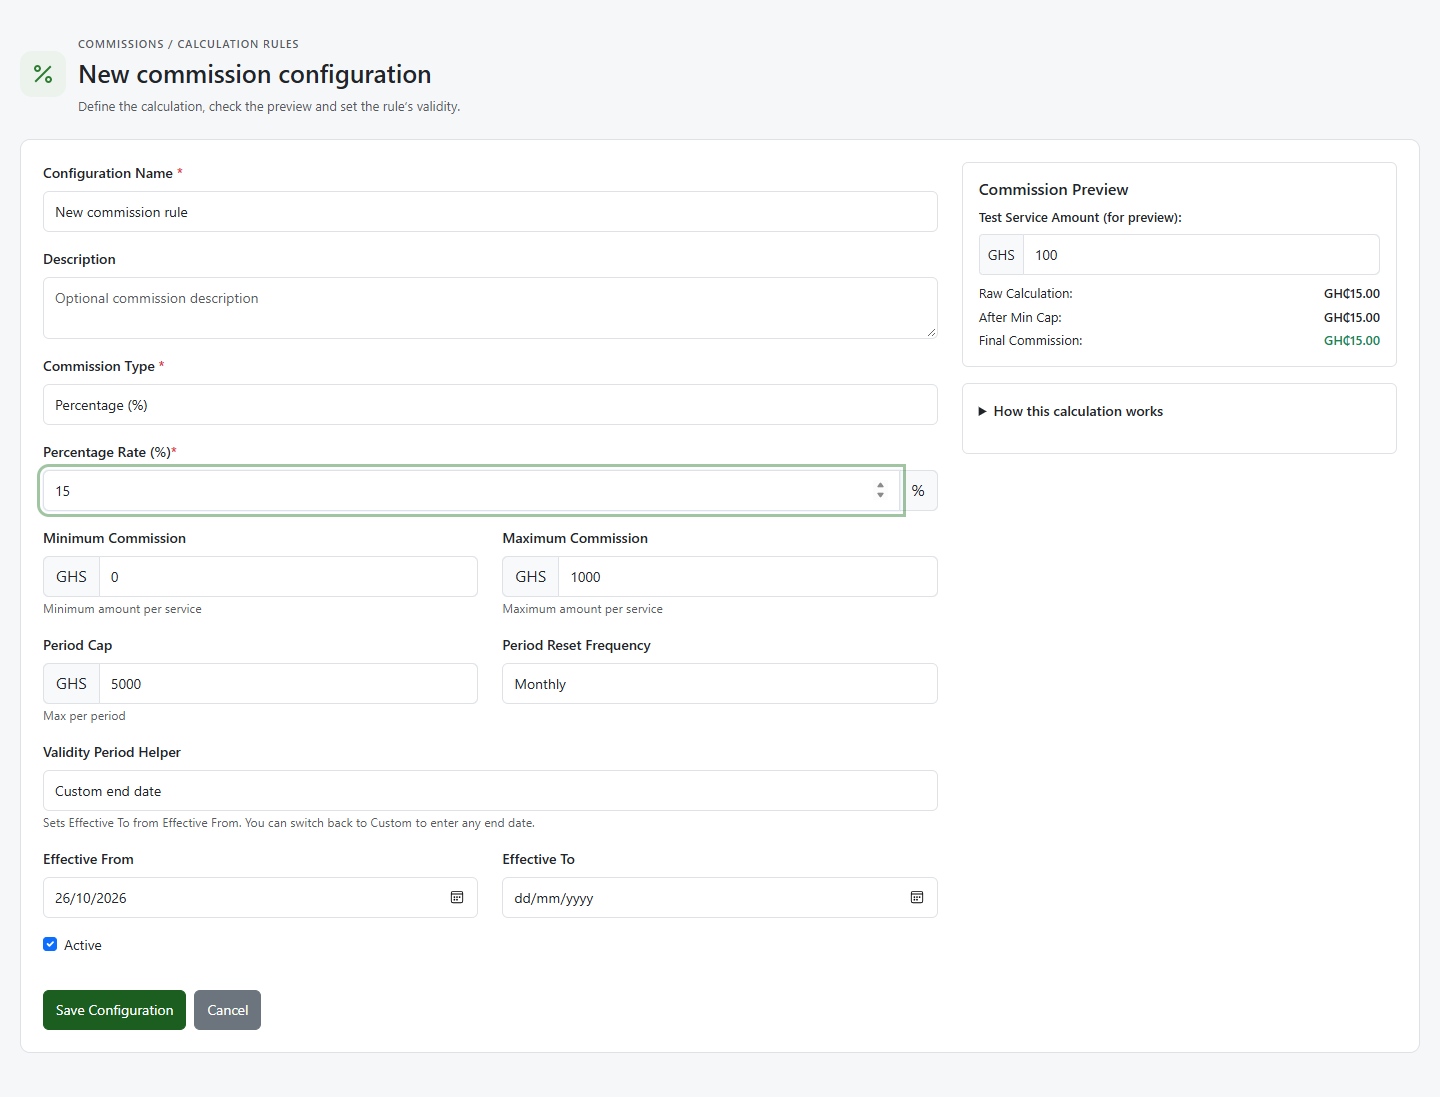 COMMISSIONS / CALCULATION RULES
New commission configuration
Define the calculation, check the preview and set the rule's validity.
Configuration Name *
New commission rule
Description
Optional commission description
Commission Type *
Percentage (%)
Percentage Rate (%)*
15
%
Minimum Commission
GHS 0
Minimum amount per service
Maximum Commission
GHS 1000
Maximum amount per service
Period Cap
GHS 5000
Max per period
Period Reset Frequency
Monthly
Validity Period Helper
Custom end date
Sets Effective To from Effective From. You can switch back to Custom to enter any end date.
Effective From
26/10/2026
Effective To
dd/mm/yyyy
Active
Save Configuration
Cancel
Commission Preview
Test Service Amount (for preview):
GHS 100
Raw Calculation: GH₵15.00
After Min Cap: GH₵15.00
Final Commission: GH₵15.00
How this calculation works